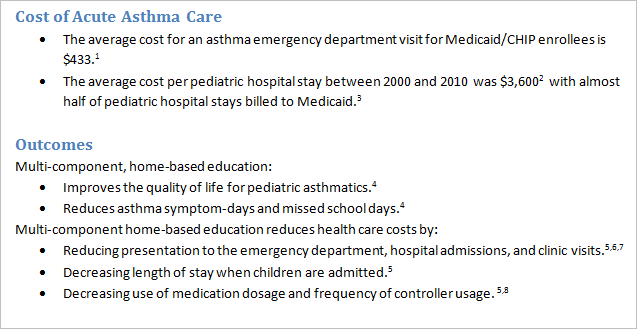 Cost of Acute Asthma Care
• The average cost for an asthma emergency department visit for Medicaid/CHIP enrollees is
$433.¹
• The average cost per pediatric hospital stay between 2000 and 2010 was $3,600² with almost
half of pediatric hospital stays billed to Medicaid.³
Outcomes
Multi-component, home-based education:
• Improves the quality of life for pediatric asthmatics.⁴
• Reduces asthma symptom-days and missed school days.⁴
Multi-component home-based education reduces health care costs by:
• Reducing presentation to the emergency department, hospital admissions, and clinic visits.⁵,⁶,⁷
• Decreasing length of stay when children are admitted.⁵
• Decreasing use of medication dosage and frequency of controller usage. ⁵,⁸